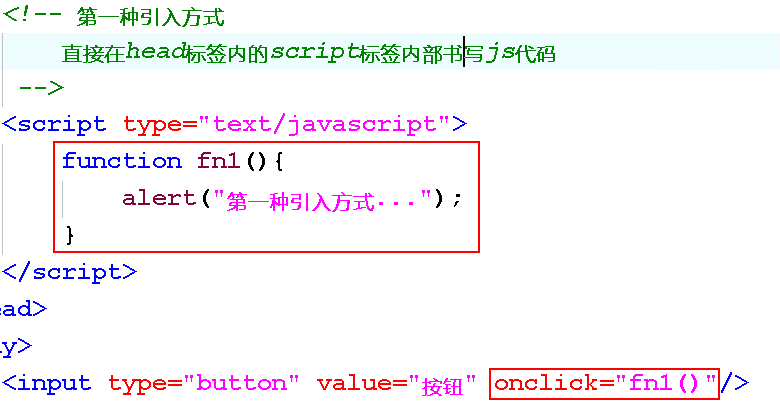 <!-- 第一种引入方式
直接在head标签内的script标签内部书写js代码
-->
<script type="text/javascript">
function fn1(){
alert("第一种引入方式...");
}
</script>
ead>
y>
<input type="button" value="按钮" onclick="fn1()"/>